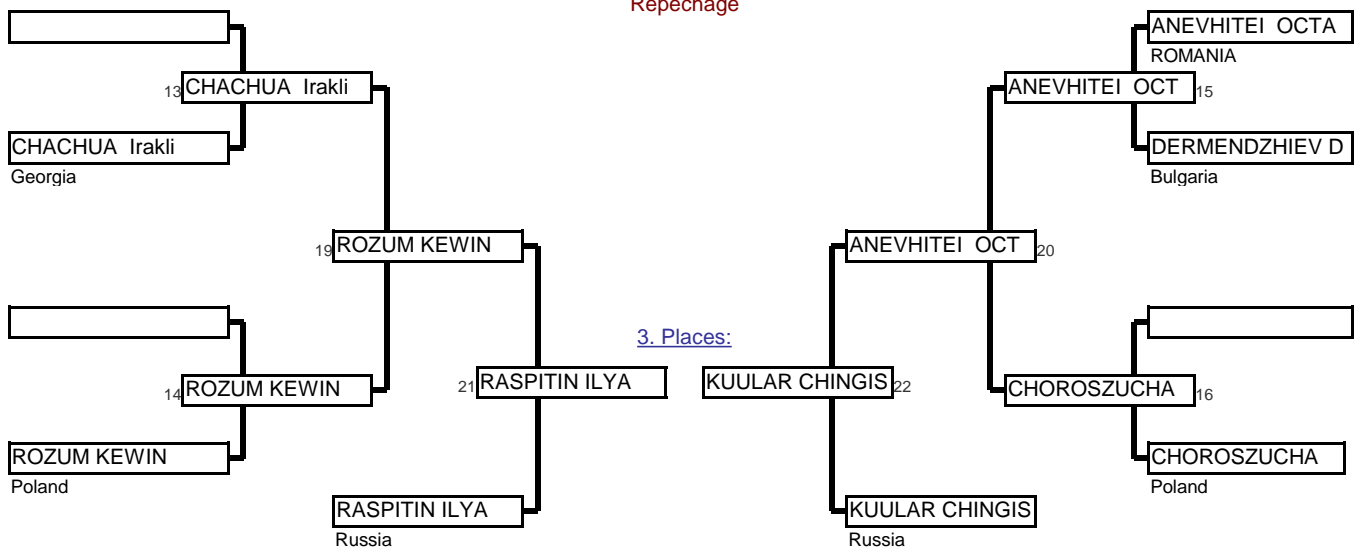 Repechage
ANEVHITEI OCTA
ROMANIA
13 CHACHUA Irakli
ANEVHITEI OCT 15
CHACHUA Irakli
Georgia
DERMENDZHIEV D
Bulgaria
19 ROZUM KEWIN
ANEVHITEI OCT 20
3. Places:
21 RASPITIN ILYA
KUULAR CHINGIS 22
14 ROZUM KEWIN
CHOROSZUCHA 16
ROZUM KEWIN
Poland
CHOROSZUCHA
Poland
RASPITIN ILYA
Russia
KUULAR CHINGIS
Russia